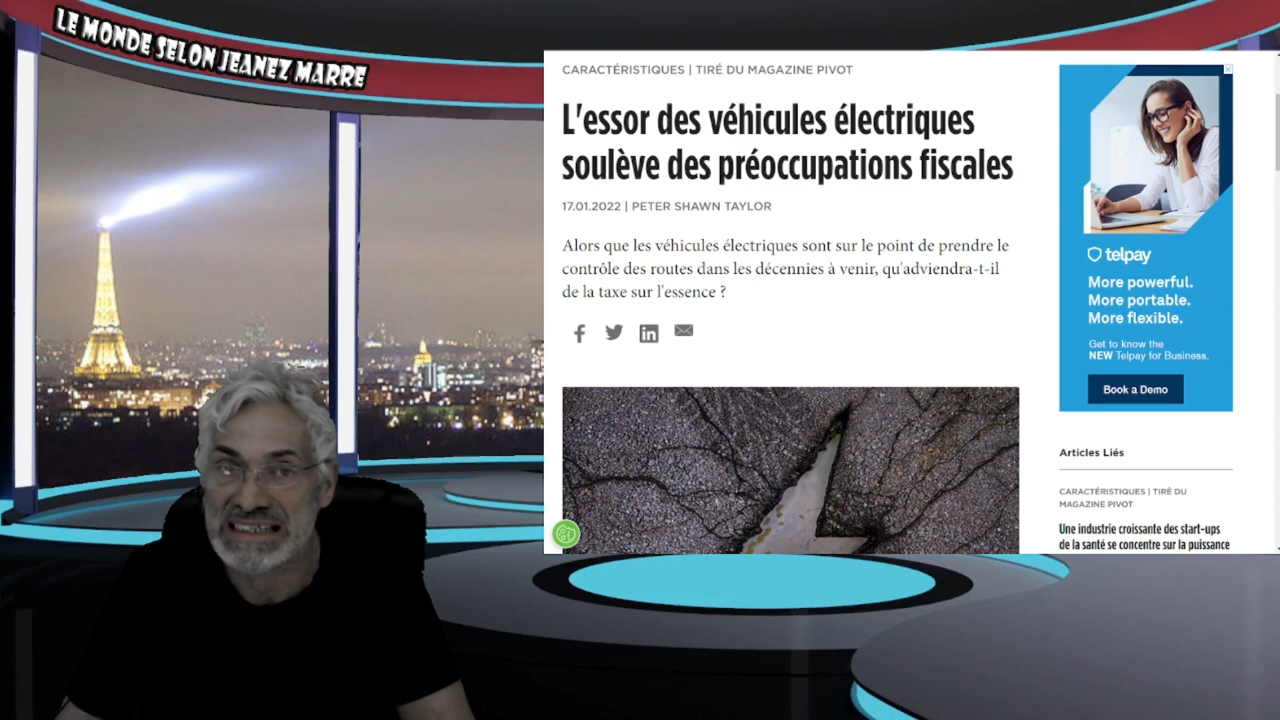 LE MONDE SELON JEANEZ MARRE
CARACTÉRISTIQUES | TIRÉ DU MAGAZINE PIVOT
L'essor des véhicules électriques
soulève des préoccupations fiscales
17.01.2022 | PETER SHAWN TAYLOR
Alors que les véhicules électriques sont sur le point de prendre le
contrôle des routes dans les décennies à venir, qu'adviendra-t-il
de la taxe sur l'essence ?
telpay
More powerful.
More portable.
More flexible.
Get to know the
NEW Telpay for Business.
Book a Demo
Articles Liés
CARACTÉRISTIQUES | TIRÉ DU
MAGAZINE PIVOT
Une industrie croissante des start-ups
de la santé se concentre sur la puissance